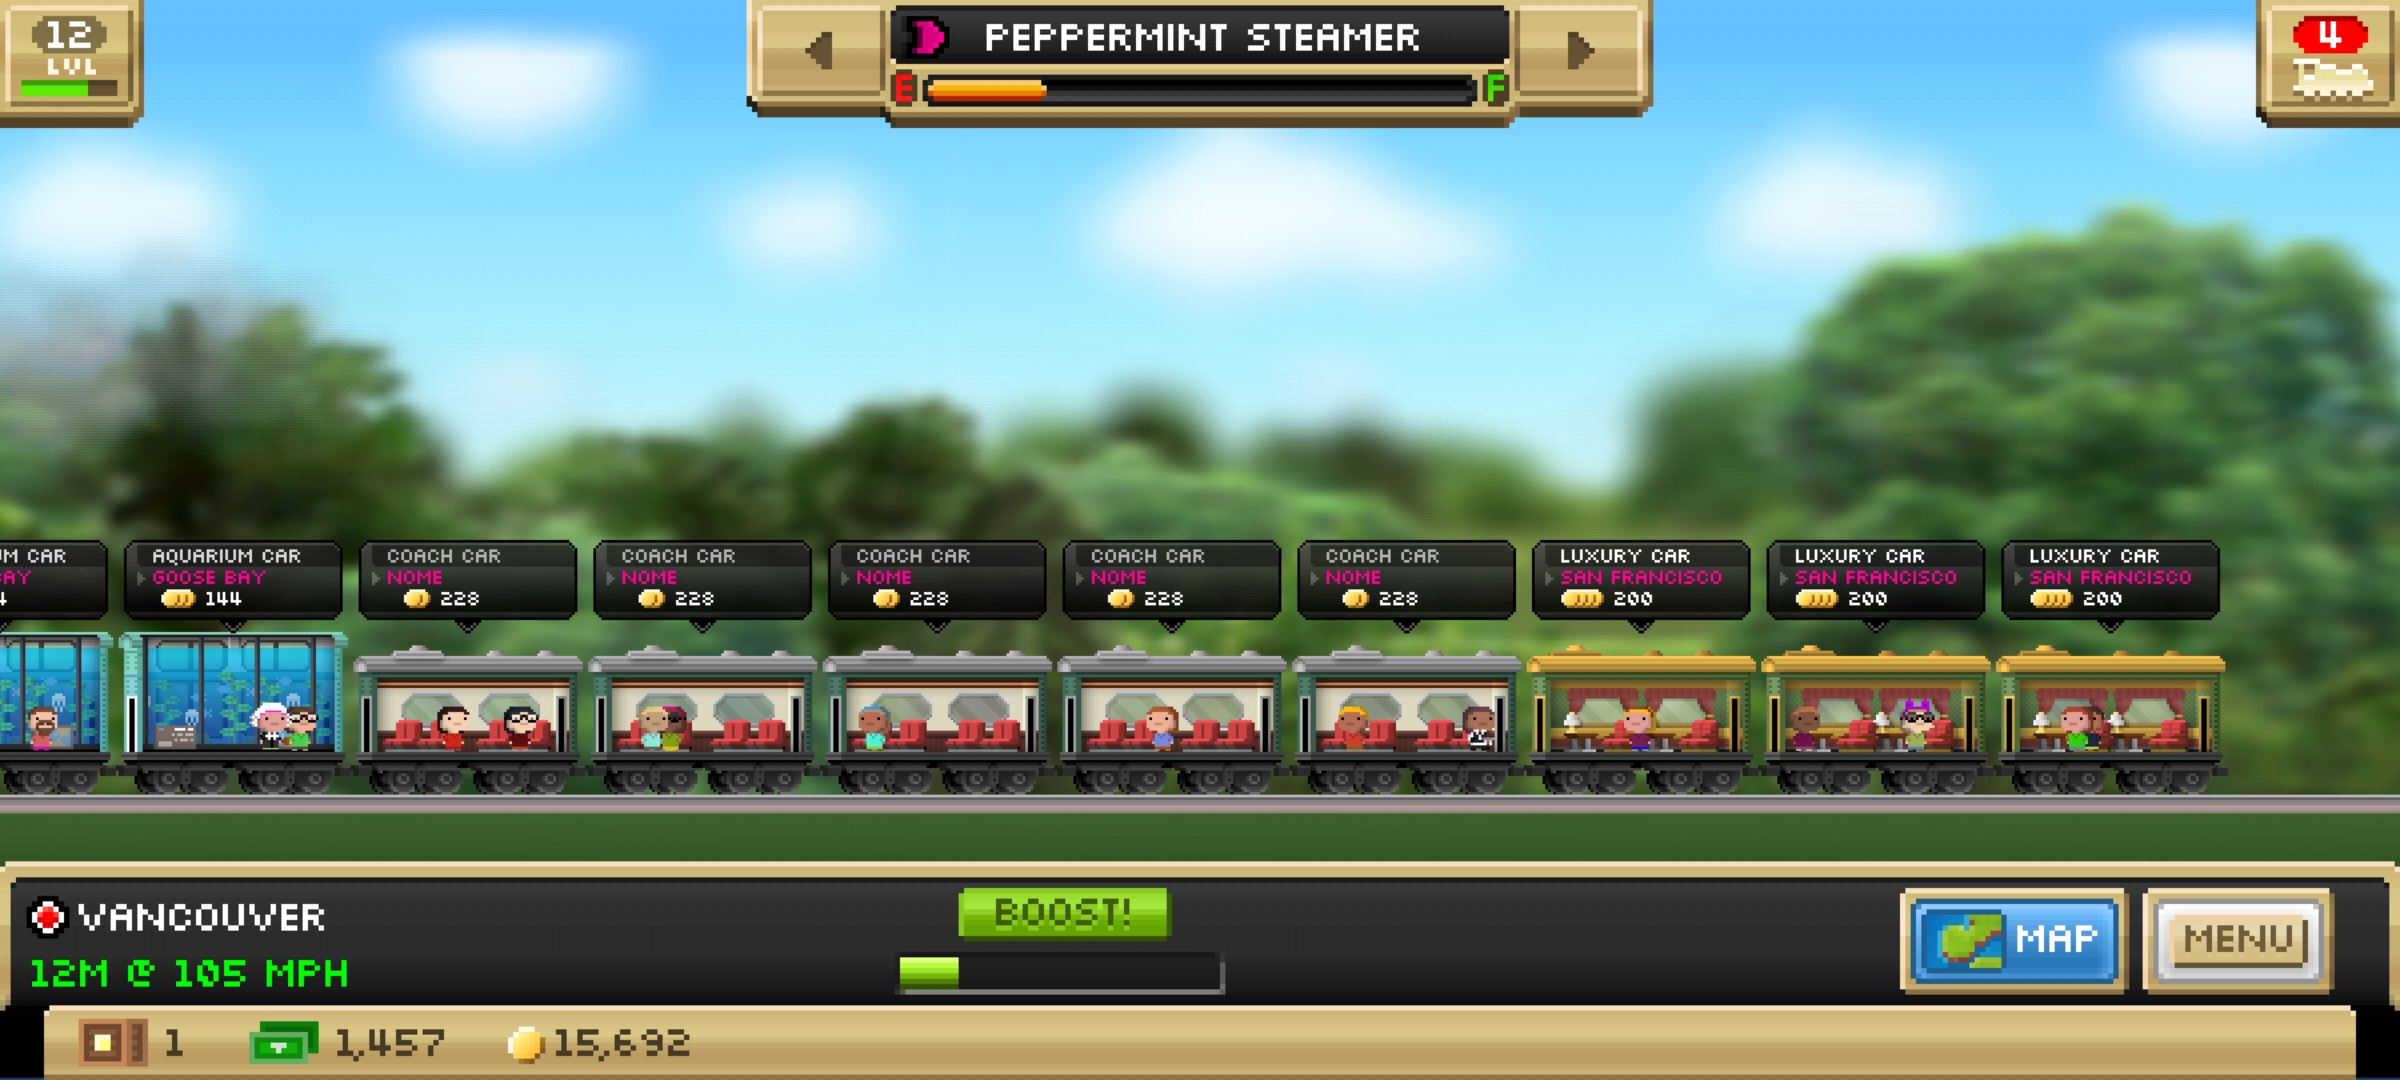 12
LVL
PEPPERMINT STEAMER
E F
4
M CAR
AY
4
AQUARIUM CAR
GOOSE BAY
144
COACH CAR
NOME
228
COACH CAR
NOME
228
COACH CAR
NOME
228
COACH CAR
NOME
228
COACH CAR
NOME
228
LUXURY CAR
SAN FRANCISCO
200
LUXURY CAR
SAN FRANCISCO
200
LUXURY CAR
SAN FRANCISCO
200
VANCOUVER
12M @ 105 MPH
BOOST!
MAP
MENU
1
1,457
15,692